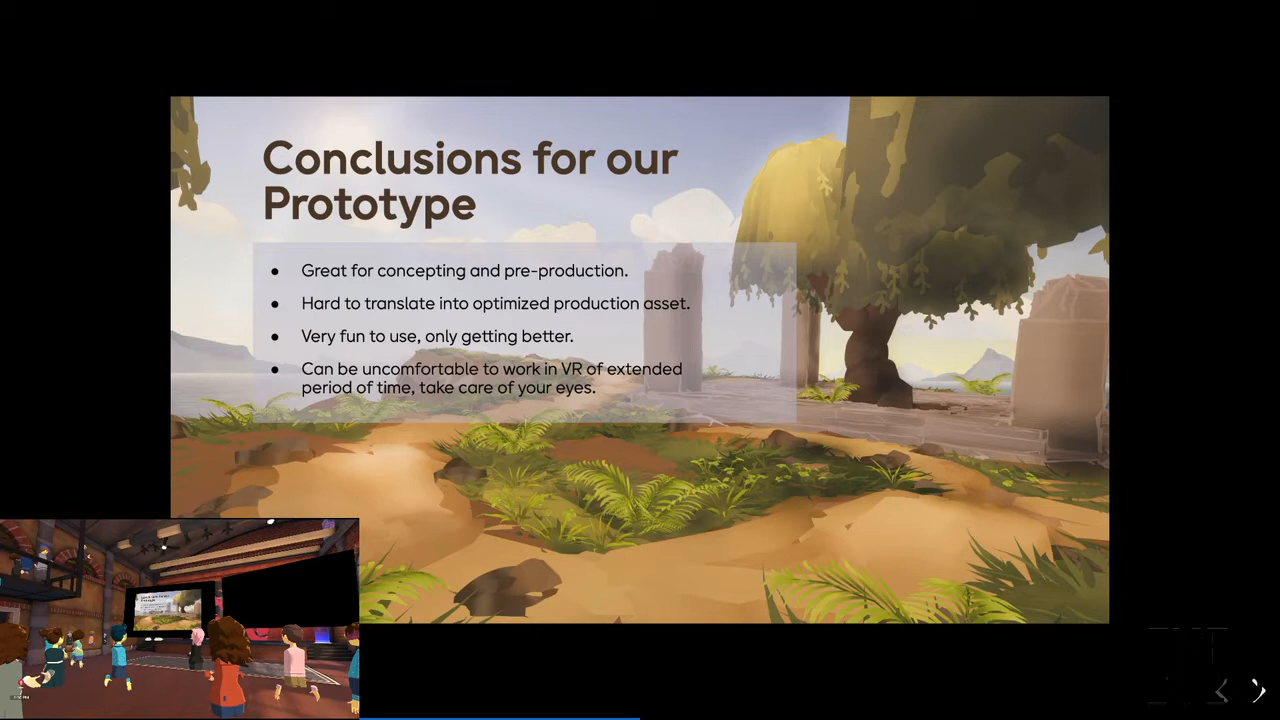 Conclusions for our
Prototype
● Great for concepting and pre-production.
● Hard to translate into optimized production asset.
● Very fun to use, only getting better.
● Can be uncomfortable to work in VR of extended
period of time, take care of your eyes.